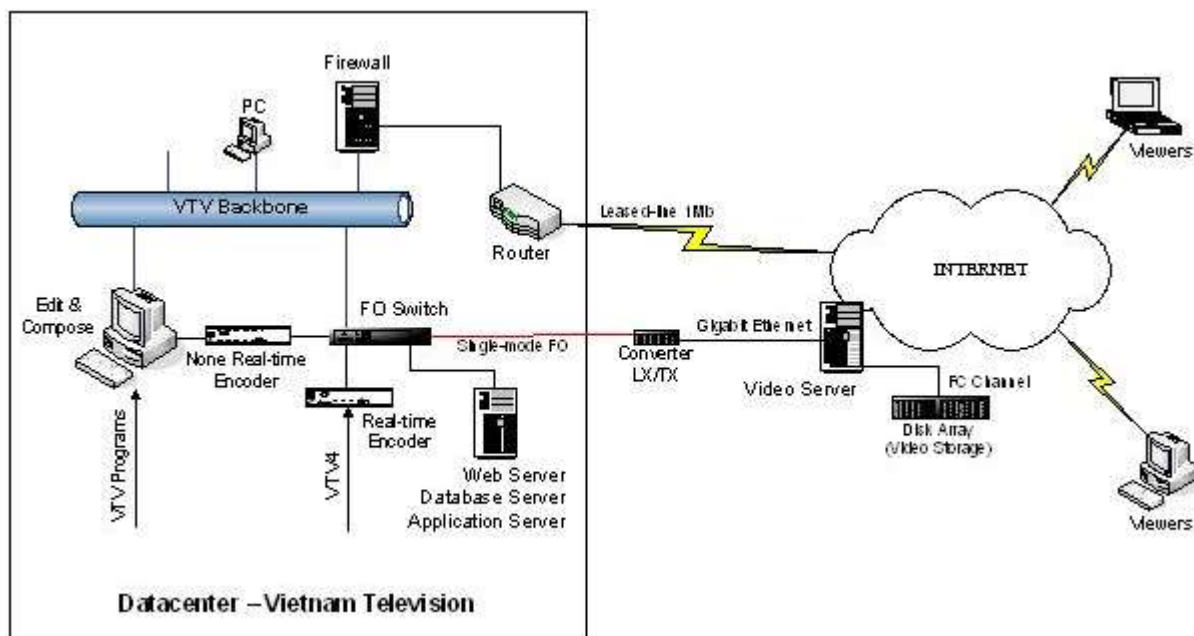 Firewall
PC
VTV Backbone
Router
Leased-line 1Mb
INTERNET
Viewers
Edit &
Compose
None Real-time
Encoder
FO Switch
Single-mode FO
Converter
LX/TX
Gigabit Ethernet
Video Server
FC Channel
Disk Array
(Video Storage)
Real-time
Encoder
Web Server
Database Server
Application Server
VTV Programs
VTV4
Viewers
Datacenter – Vietnam Television